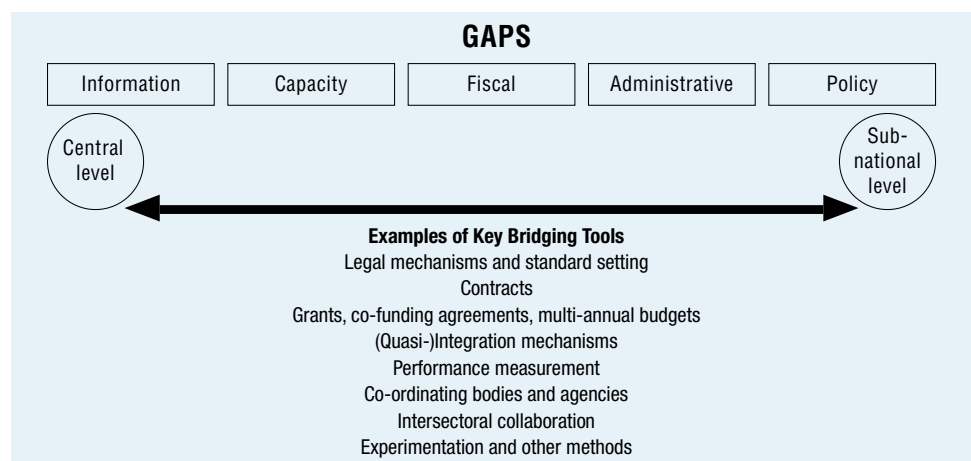 GAPS
Information Capacity Fiscal Administrative Policy
Central
level
Sub-
national
level
Examples of Key Bridging Tools
Legal mechanisms and standard setting
Contracts
Grants, co-funding agreements, multi-annual budgets
(Quasi-)Integration mechanisms
Performance measurement
Co-ordinating bodies and agencies
Intersectoral collaboration
Experimentation and other methods